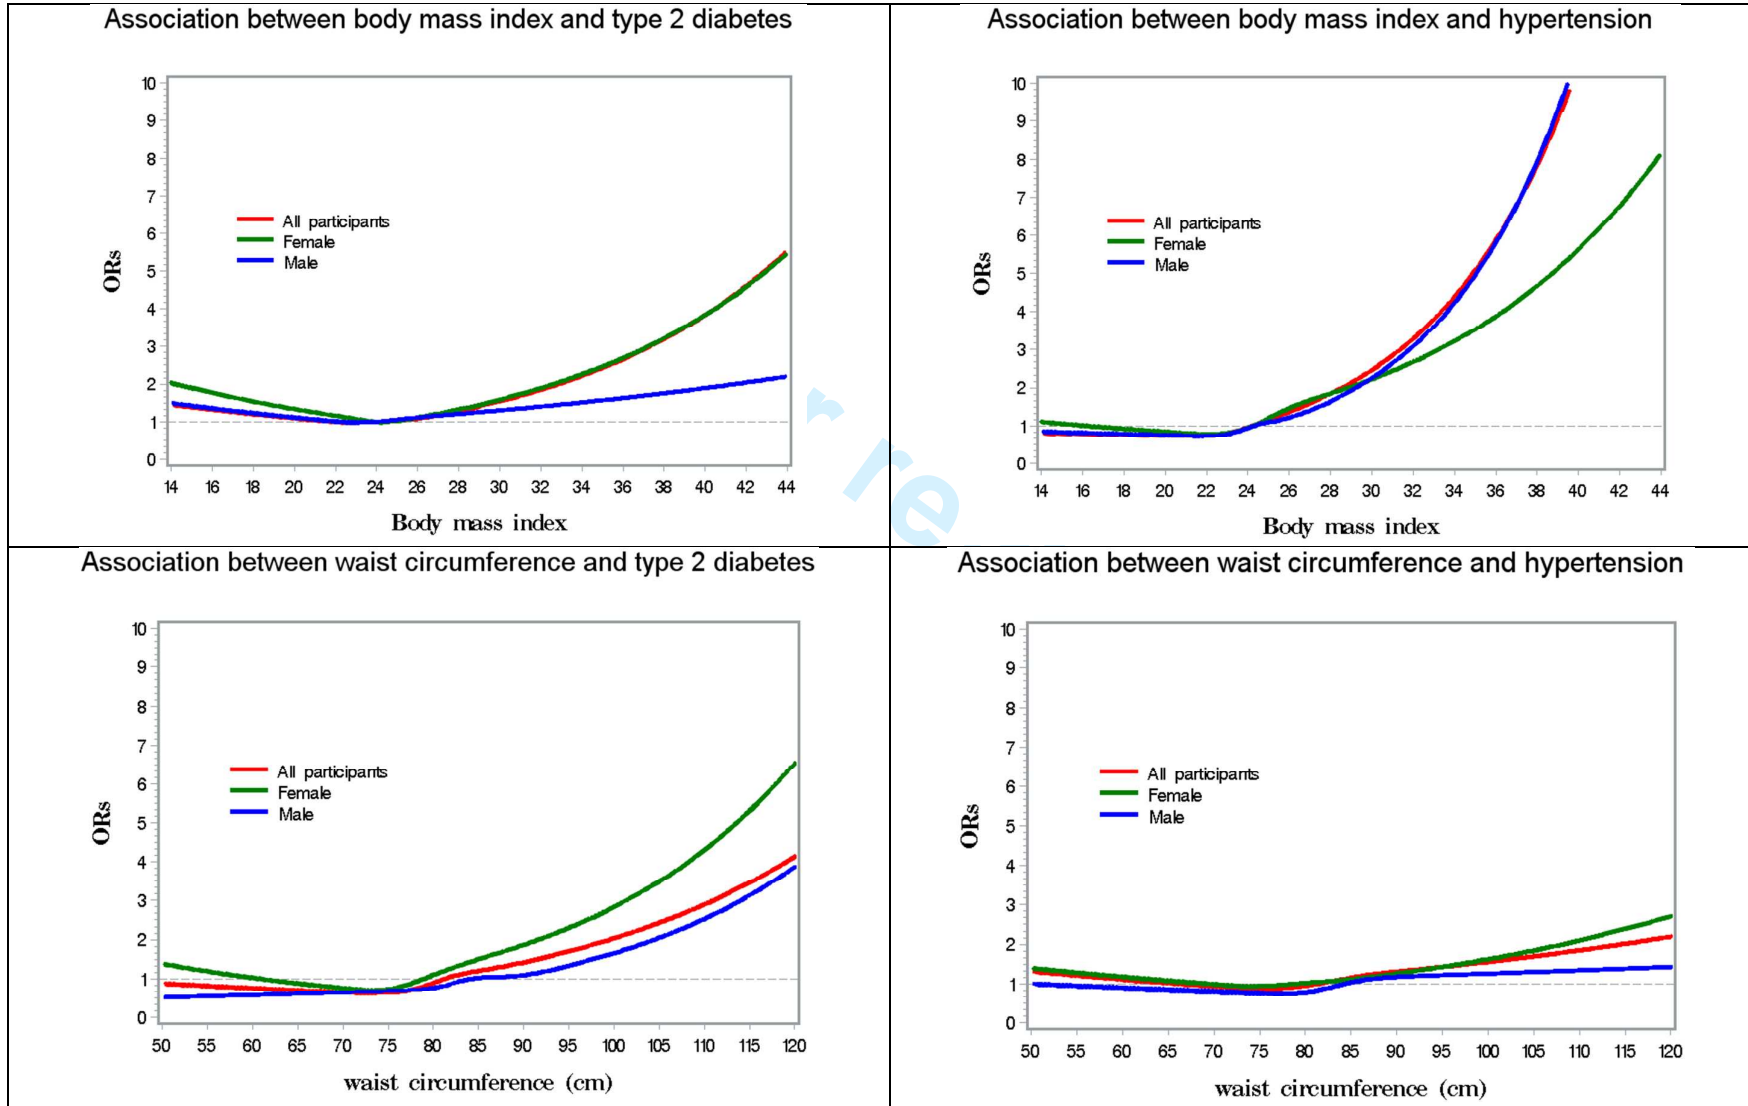 Association between body mass index and type 2 diabetes
10
9
8
7
6
5
4
3
2
1
0
ORs
All participants
Female
Male
14 16 18 20 22 24 26 28 30 32 34 36 38 40 42 44
Body mass index
Association between body mass index and hypertension
10
9
8
7
6
5
4
3
2
1
0
ORs
All participants
Female
Male
14 16 18 20 22 24 26 28 30 32 34 36 38 40 42 44
Body mass index
r re
Association between waist circumference and type 2 diabetes
10
9
8
7
6
5
4
3
2
1
0
ORs
All participants
Female
Male
50 55 60 65 70 75 80 85 90 95 100 105 110 115 120
waist circumference (cm)
Association between waist circumference and hypertension
10
9
8
7
6
5
4
3
2
1
0
ORs
All participants
Female
Male
50 55 60 65 70 75 80 85 90 95 100 105 110 115 120
waist circumference (cm)